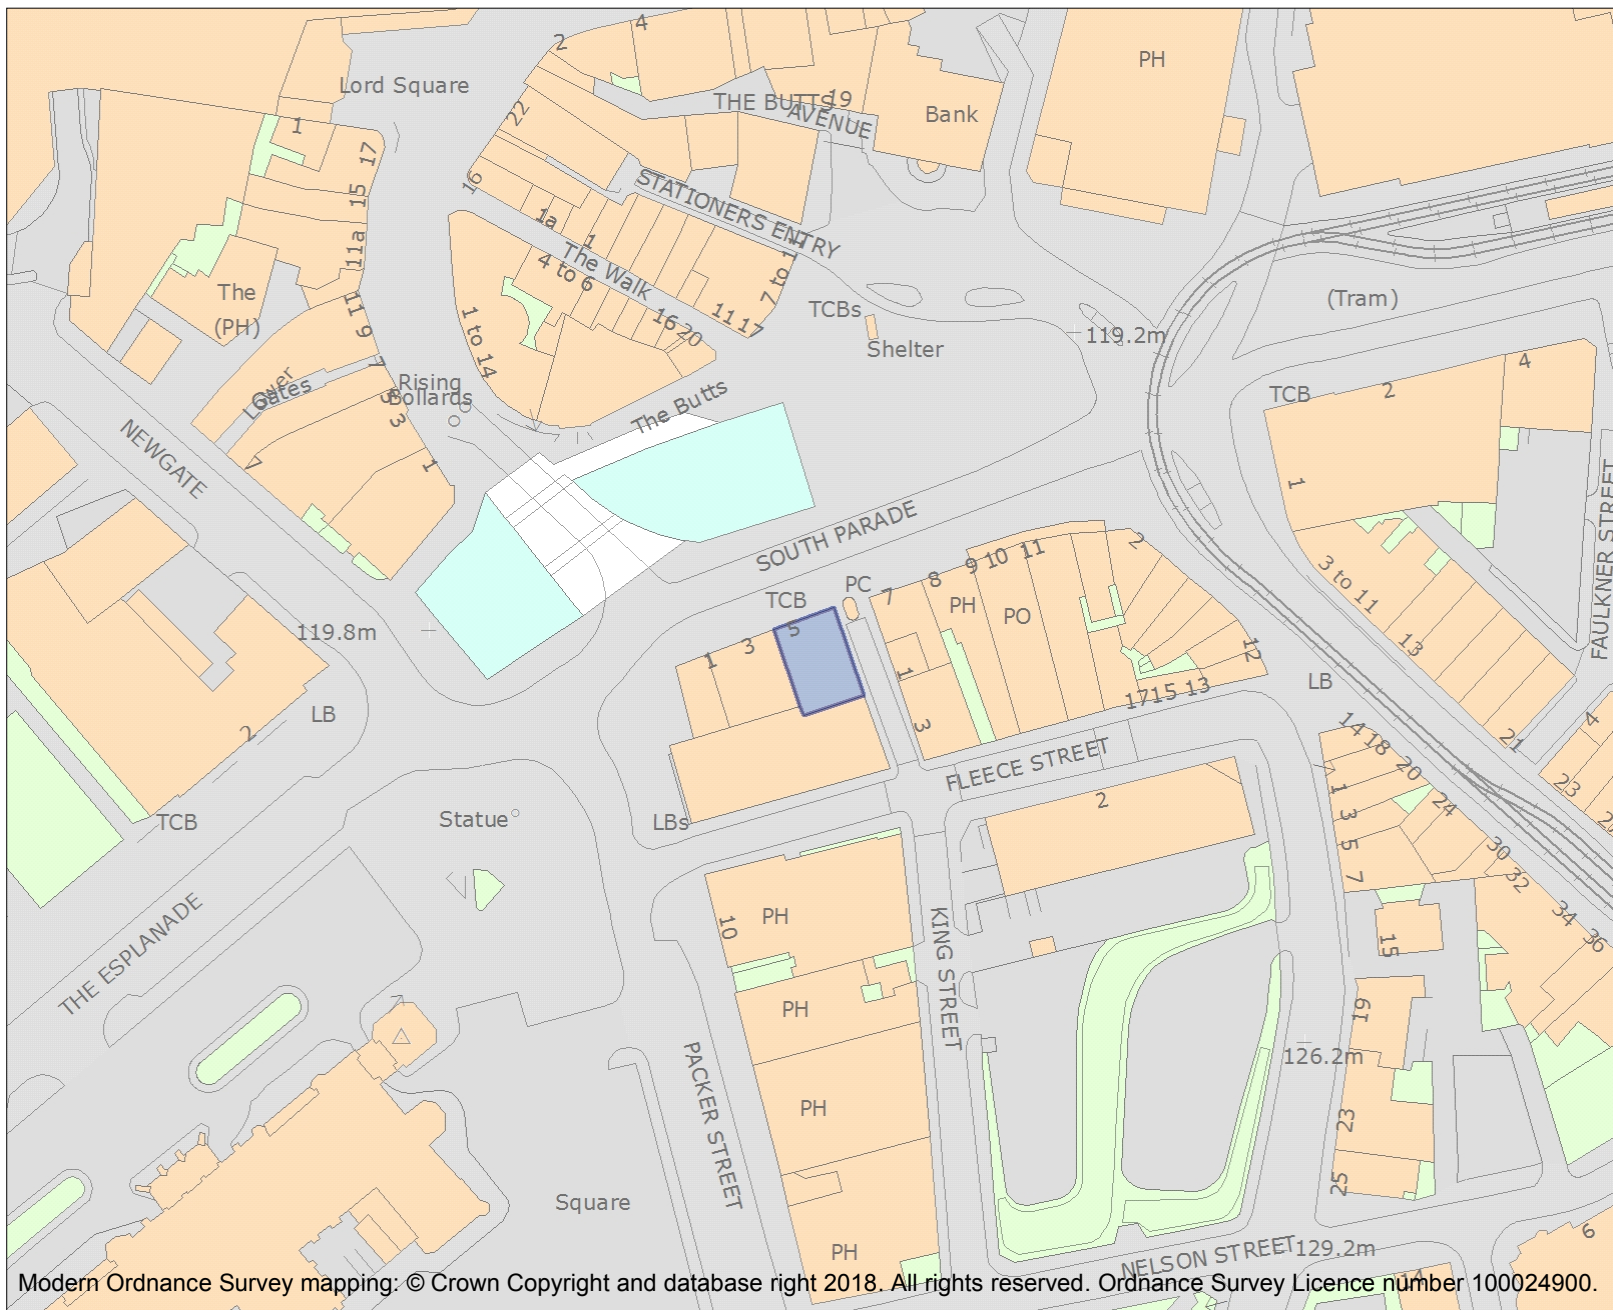 4
2
PH
Lord Square
THE BUTTS
19
AVENUE
Bank
22
1
17
16
15
STATIONERS ENTRY
1a
1
11a
The Walk
4 to 6
7 to 1
The
(PH)
11
9
7
5
3
1
1 to 14
16
20
11
17
TCBs
Shelter
119.2m
(Tram)
Rising
Bollards
Gates
The Butts
TCB
2
4
1
NEWGATE
7
SOUTH PARADE
FAULKNER STREET
PC
TCB
7
8
9
10
11
2
PH
PO
3 to 11
13
119.8m
1
3
5
1
3
12
17
15
13
LB
LB
2
21
4
23
FLEECE STREET
14
18
20
24
30
32
34
36
1
3
5
7
2
TCB
Statue
LBs
THE ESPLANADE
10
PH
KING STREET
15
PH
19
126.2m
PACKER STREET
PH
23
25
Square
PH
NELSON STREET
129.2m
6
14
Modern Ordnance Survey mapping: © Crown Copyright and database right 2018. All rights reserved. Ordnance Survey Licence number 100024900.